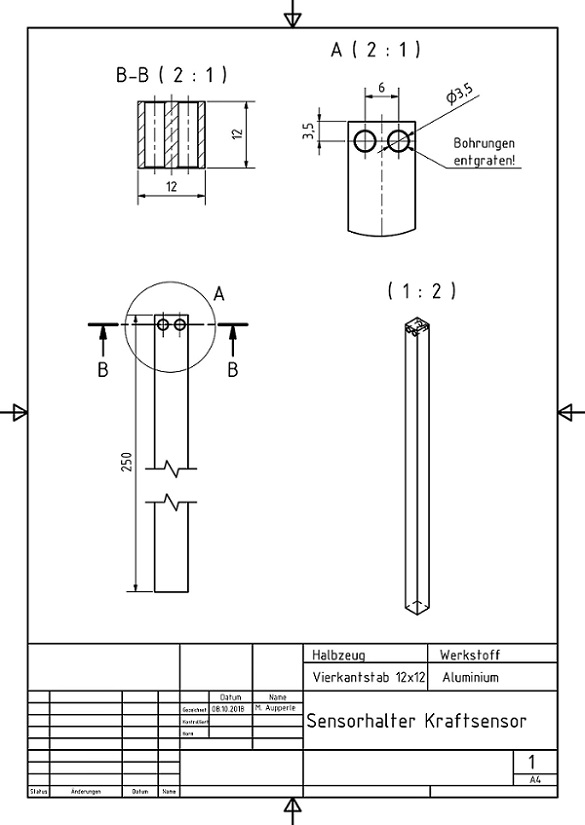 A ( 2 : 1 )
B-B ( 2 : 1 )
6
Ø3,5
3,5
12
Bohrungen
entgraten!
12
( 1 : 2 )
A
B
B
250
Halbzeug
Werkstoff
Vierkantstab 12x12
Aluminium
Datum
Name
Gezeichnet
08.10.2018
M. Aupperle
Kontrolliert
Norm
Sensorhalter Kraftsensor
1
A4
Status
Änderungen
Datum
Name